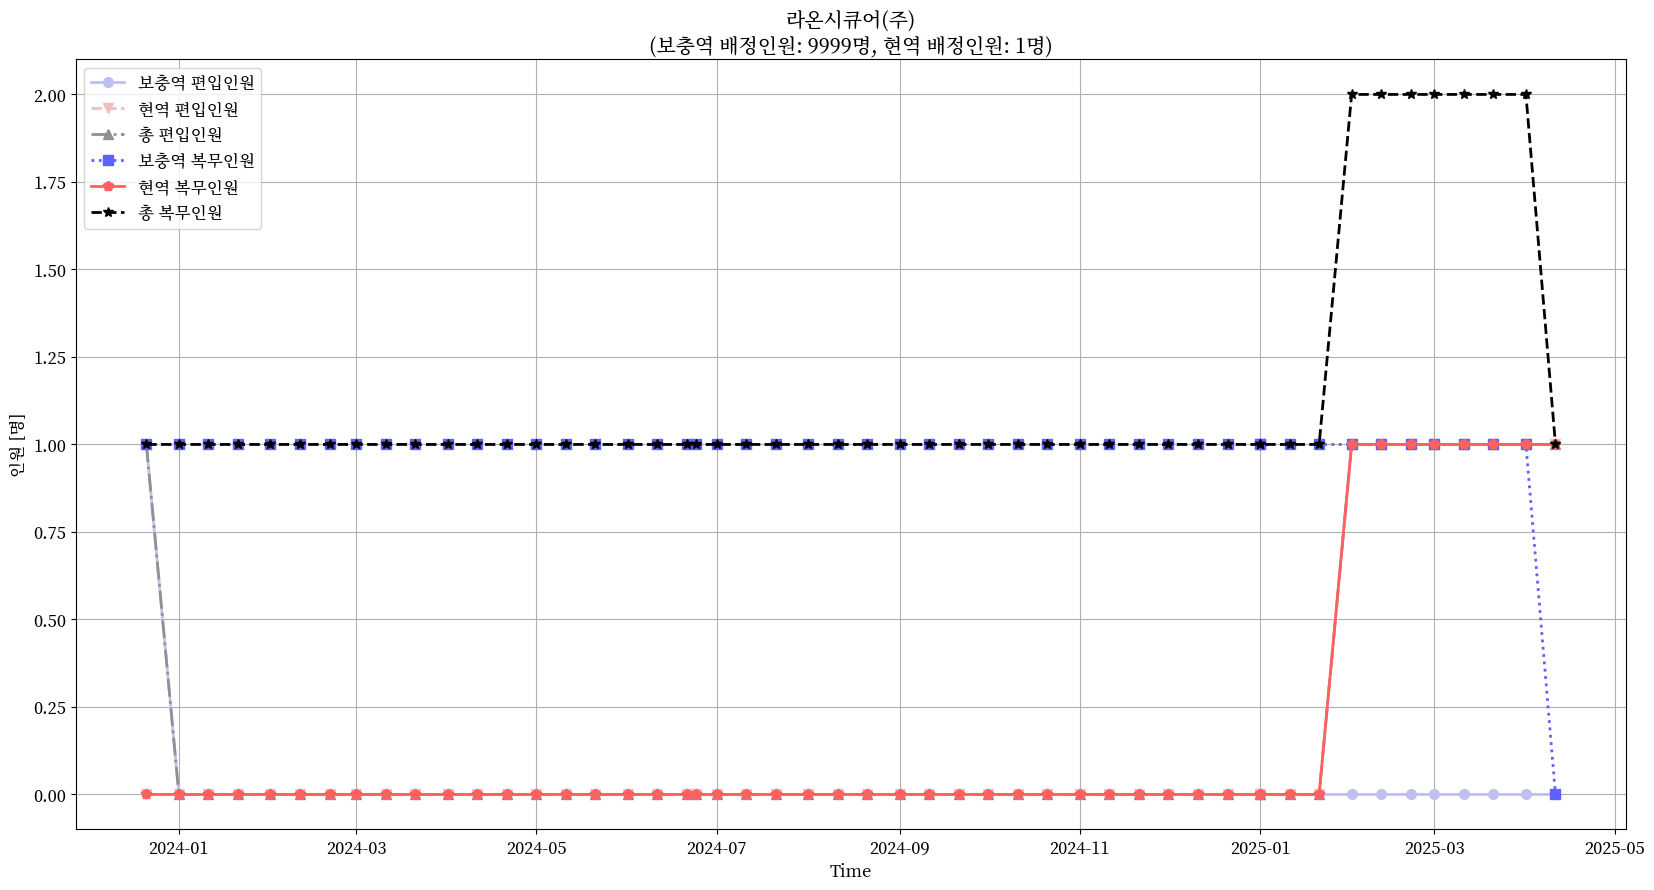 라온시큐어(주)
(보충역 배정인원: 9999명, 현역 배정인원: 1명)
보충역 편입인원
현역 편입인원
총 편입인원
보충역 복무인원
현역 복무인원
총 복무인원
2.00
1.75
1.50
1.25
1.00
0.75
0.50
0.25
0.00
인원 [명]
2024-01 2024-03 2024-05 2024-07 2024-09 2024-11 2025-01 2025-03 2025-05
Time